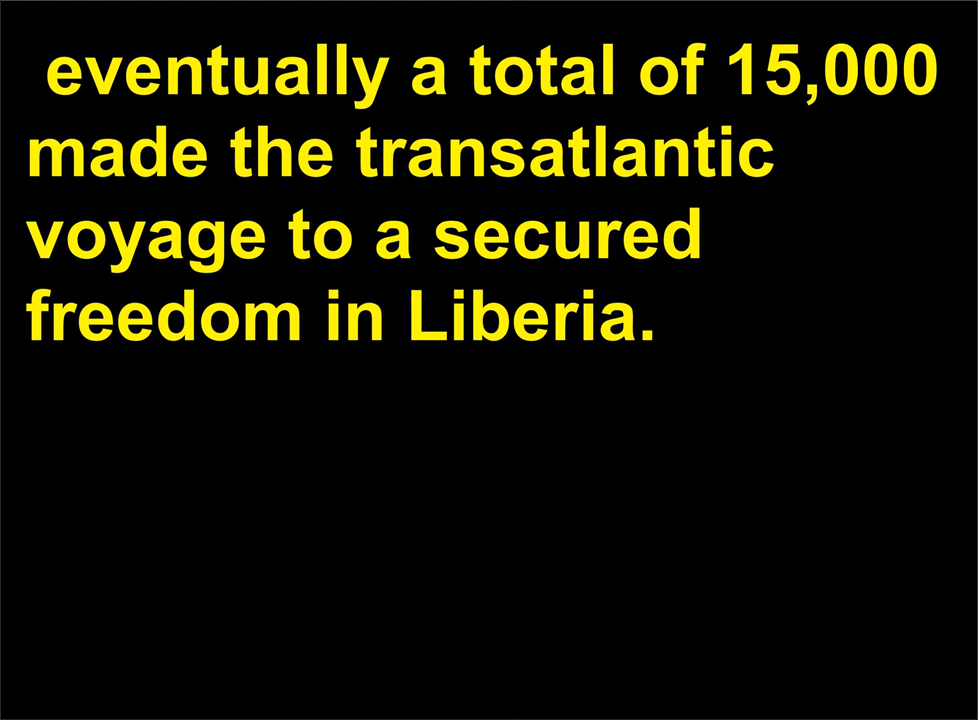 eventually a total of 15,000
made the transatlantic
voyage to a secured
freedom in Liberia.